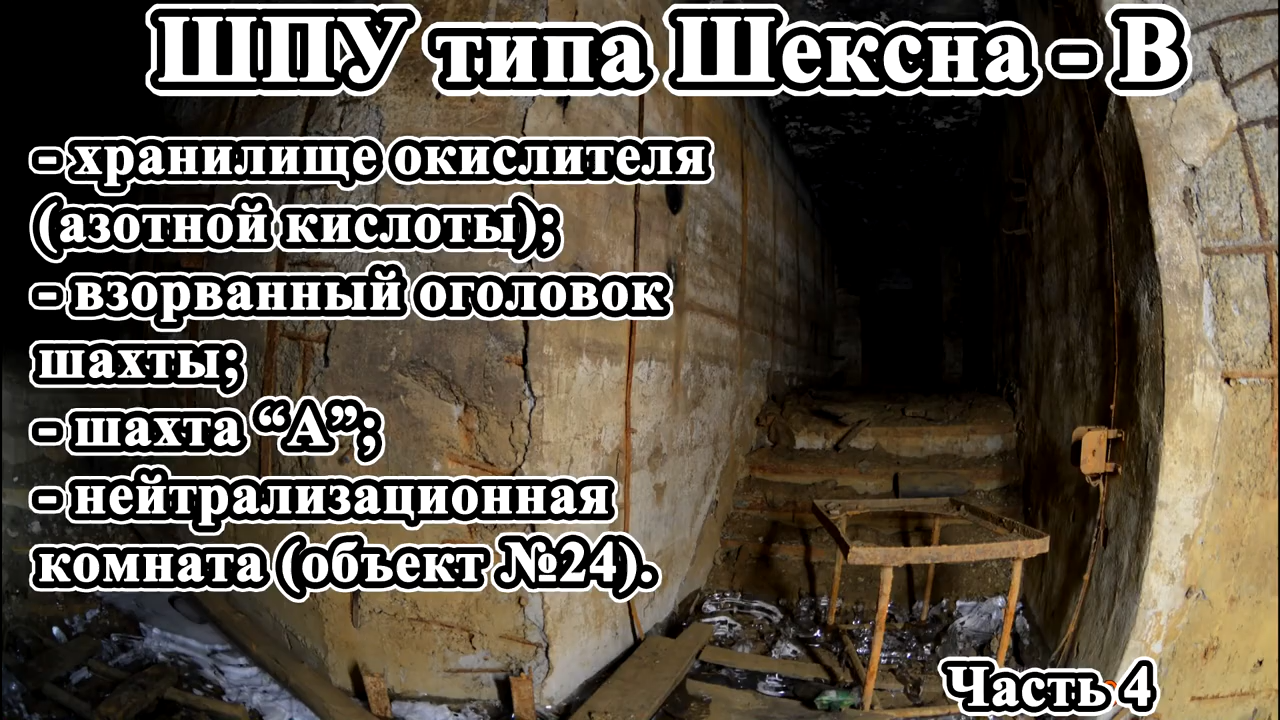 ШПУ типа Шексна - В
- хранилище окислителя
(азотной кислоты);
- взорванный оголовок
шахты;
- шахта “А”;
- нейтрализационная
комната (объект №24).
Часть 4